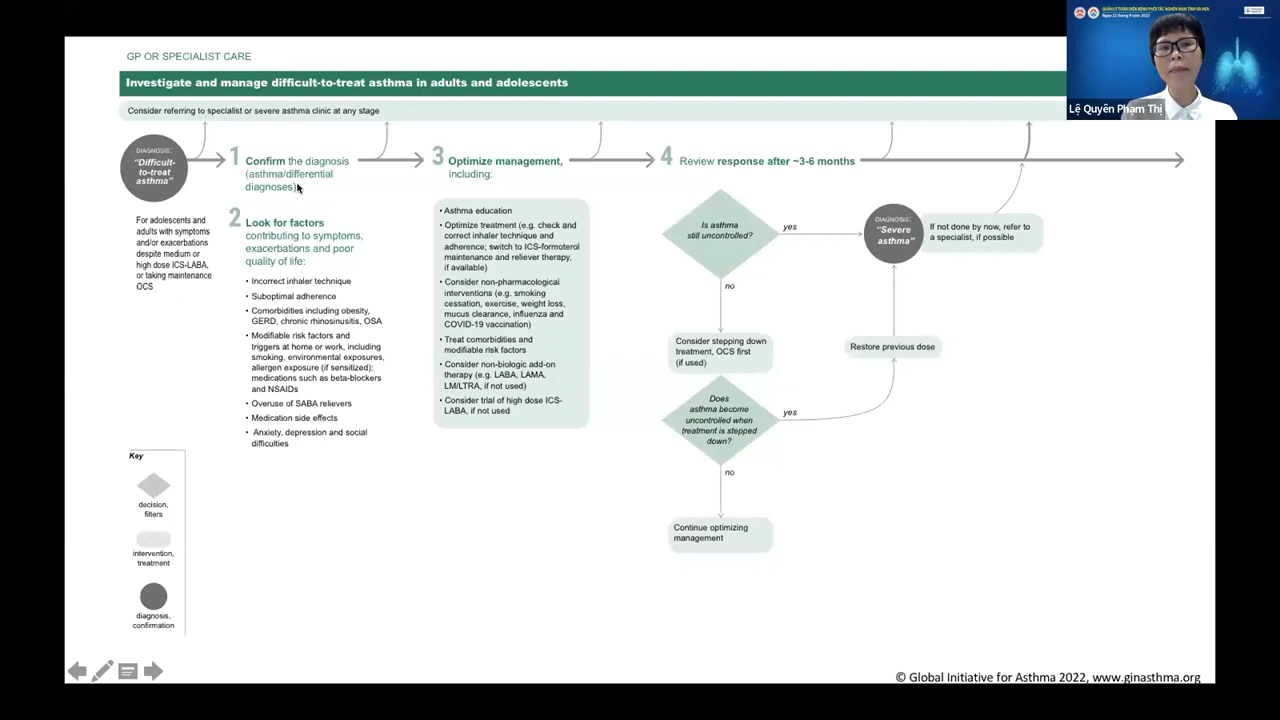 GP OR SPECIALIST CARE
Investigate and manage difficult-to-treat asthma in adults and adolescents
Consider referring to specialist or severe asthma clinic at any stage
DIAGNOSIS:
"Difficult-
to-treat
asthma"
For adolescents and
adults with symptoms
and/or exacerbations
despite medium or
high dose ICS-LABA,
or taking maintenance
OCS
1 Confirm the diagnosis
(asthma/differential
diagnoses)
2 Look for factors
contributing to symptoms,
exacerbations and poor
quality of life:
• Incorrect inhaler technique
• Suboptimal adherence
• Comorbidities including obesity,
GERD, chronic rhinosinusitis, OSA
• Modifiable risk factors and
triggers at home or work, including
smoking, environmental exposures,
allergen exposure (if sensitized);
medications such as beta-blockers
and NSAIDs
• Overuse of SABA relievers
• Medication side effects
• Anxiety, depression and social
difficulties
3 Optimize management,
including:
• Asthma education
• Optimize treatment (e.g. check and
correct inhaler technique and
adherence; switch to ICS-formoterol
maintenance and reliever therapy,
if available)
• Consider non-pharmacological
interventions (e.g. smoking
cessation, exercise, weight loss,
mucus clearance, influenza and
COVID-19 vaccination)
• Treat comorbidities and
modifiable risk factors
• Consider non-biologic add-on
therapy (e.g. LABA, LAMA,
LM/LTRA, if not used)
• Consider trial of high dose ICS-
LABA, if not used
4 Review response after ~3-6 months
Is asthma
still uncontrolled?
yes
no
DIAGNOSIS:
"Severe
asthma"
If not done by now, refer to
a specialist, if possible
Consider stepping down
treatment, OCS first
(if used)
Restore previous dose
Does
asthma become
uncontrolled when
treatment is stepped
down?
yes
no
Continue optimizing
management
Key
decision,
filters
intervention,
treatment
diagnosis,
confirmation
© Global Initiative for Asthma 2022, www.ginasthma.org
QUẢN LÝ TOÀN DIỆN BỆNH PHỔI TẮC NGHẼN MẠN TÍNH VÀ HEN
Lệ Quyên Phạm Thị